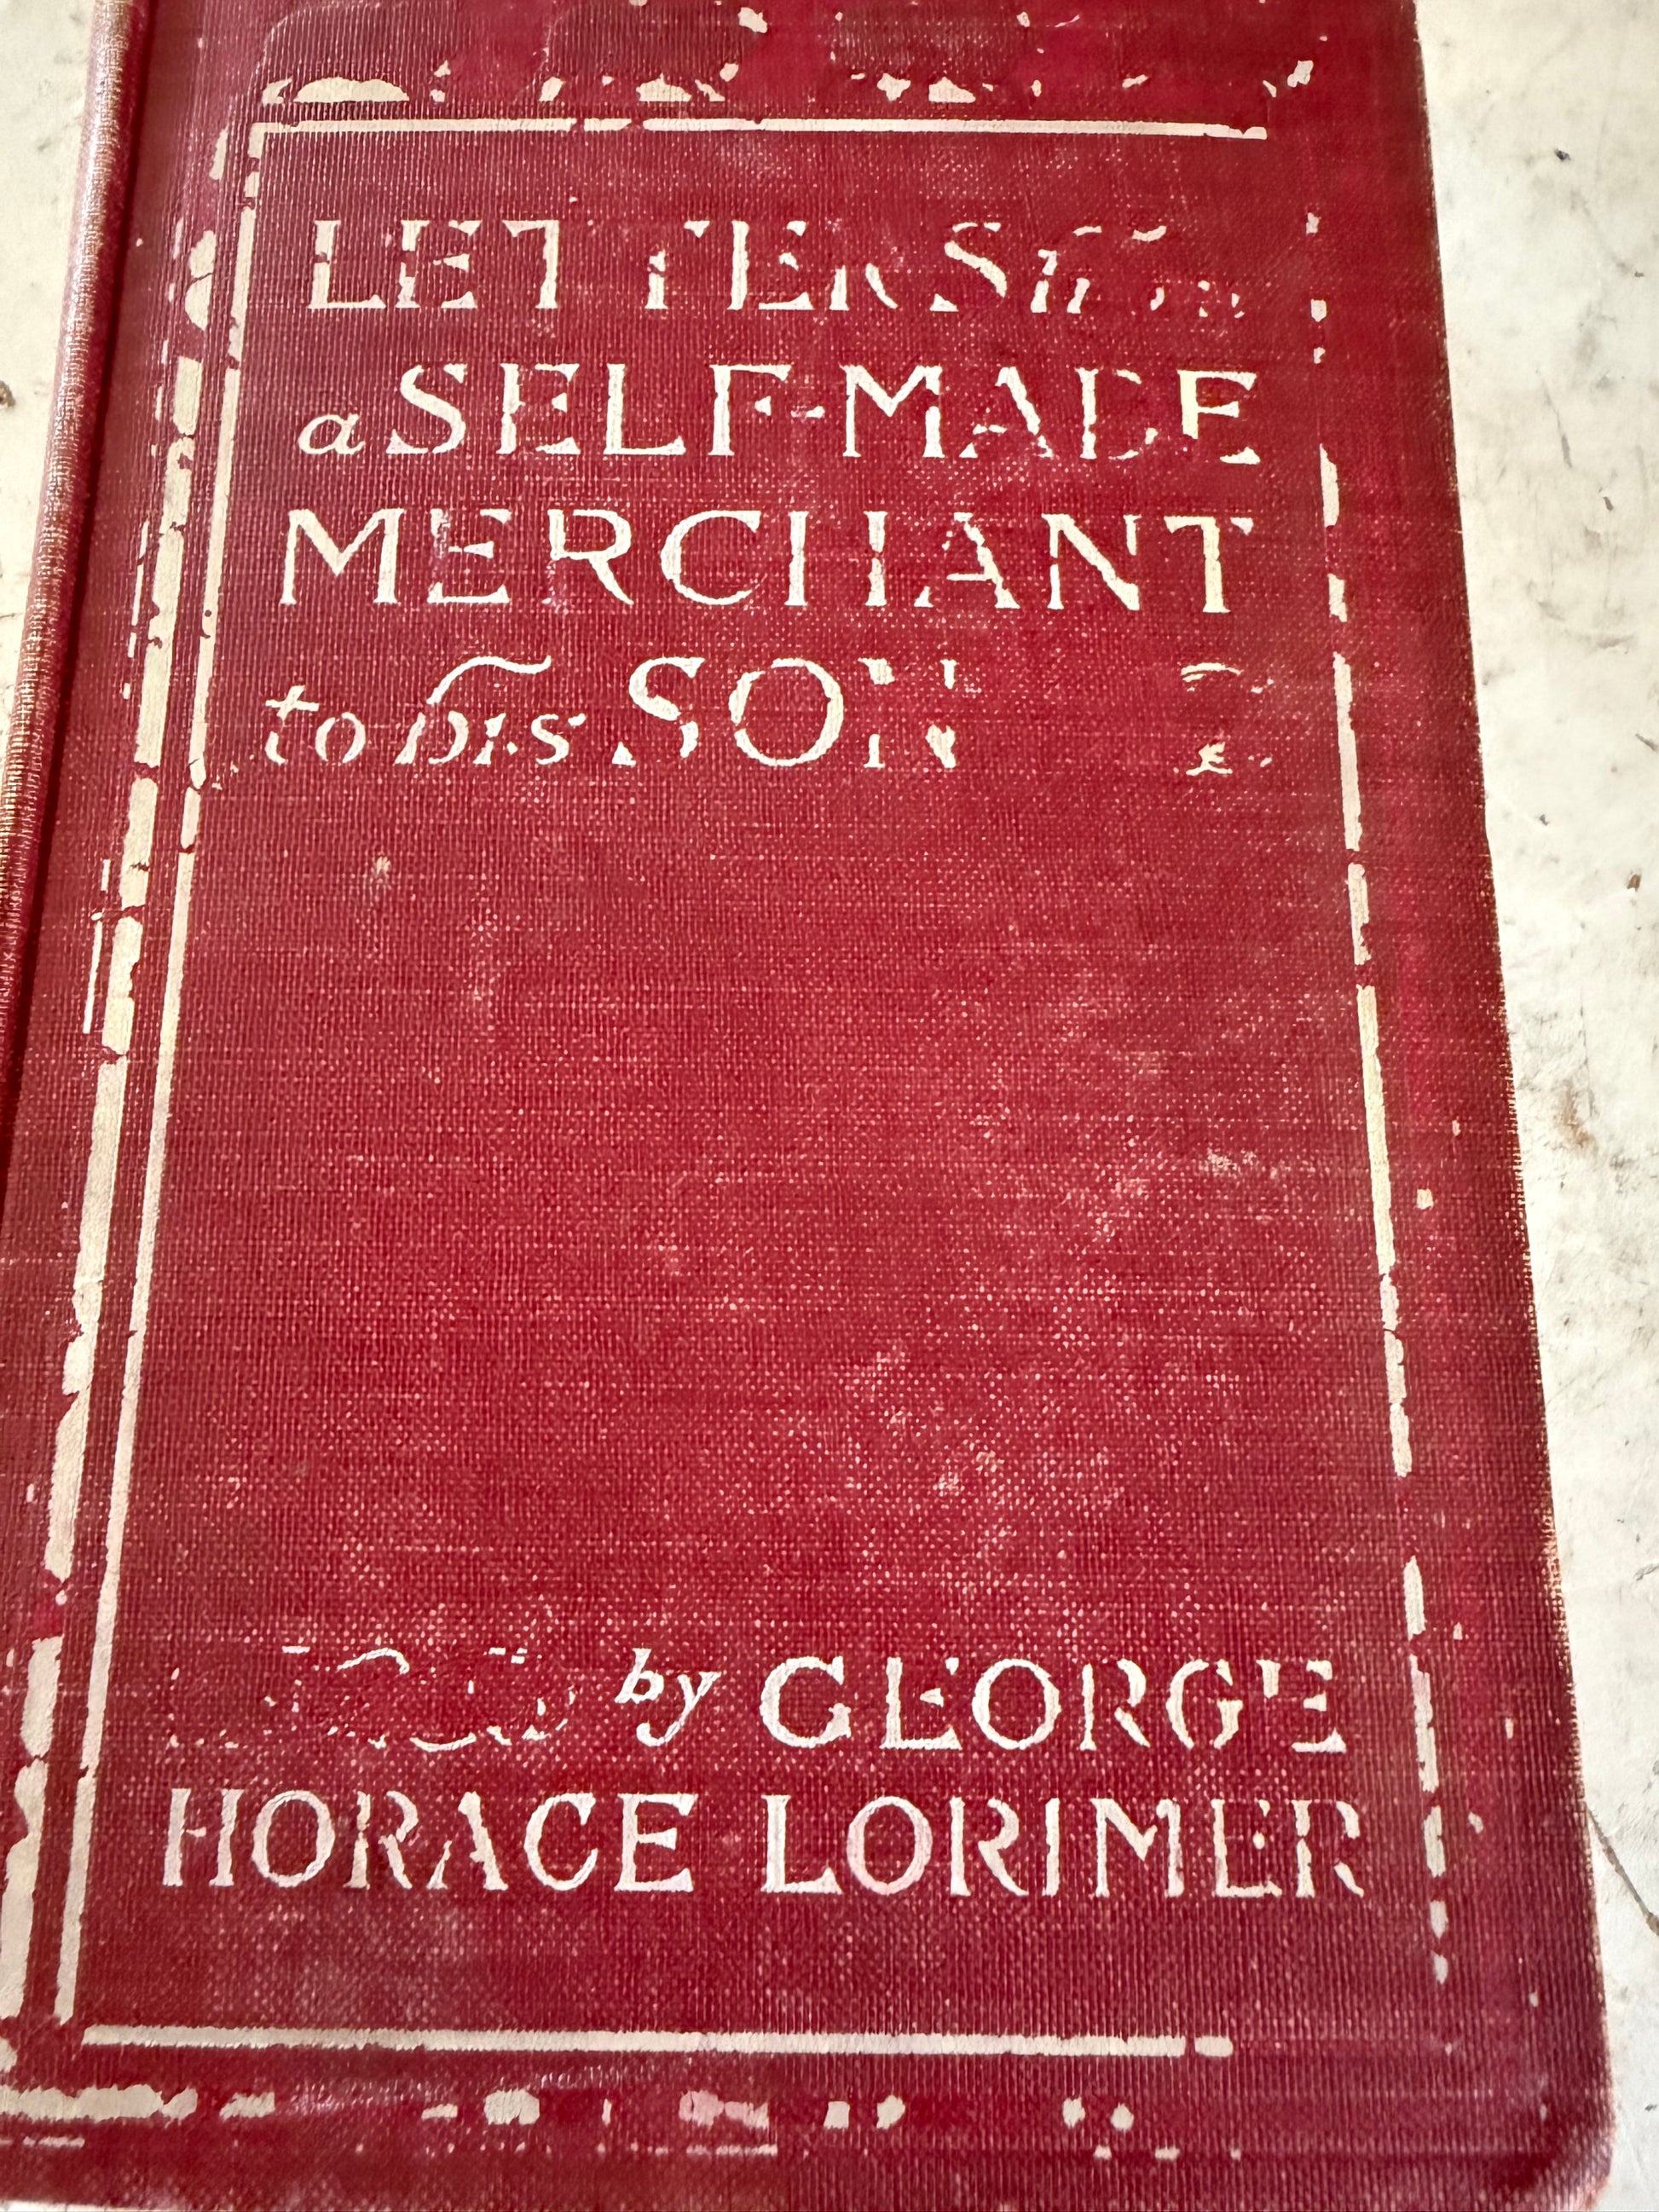 LETTERS from
a SELF-MADE
MERCHANT
to his SON
by GEORGE
HORACE LORIMER